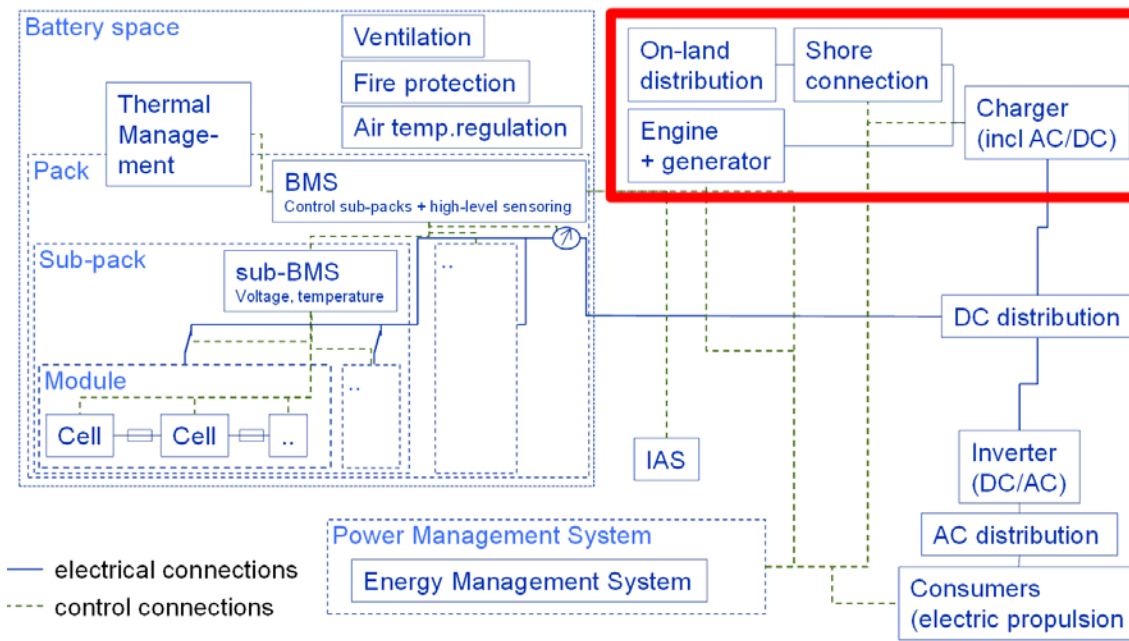 Battery space
Ventilation
Fire protection
Air temp.regulation
Thermal
Manage-
ment
Pack
BMS
Control sub-packs + high-level sensoring
Sub-pack
sub-BMS
Voltage, temperature
..
Module
..
Cell
Cell
..
On-land
distribution
Shore
connection
Engine
+ generator
Charger
(incl AC/DC)
DC distribution
IAS
Inverter
(DC/AC)
AC distribution
Consumers
(electric propulsion
Power Management System
Energy Management System
electrical connections
control connections